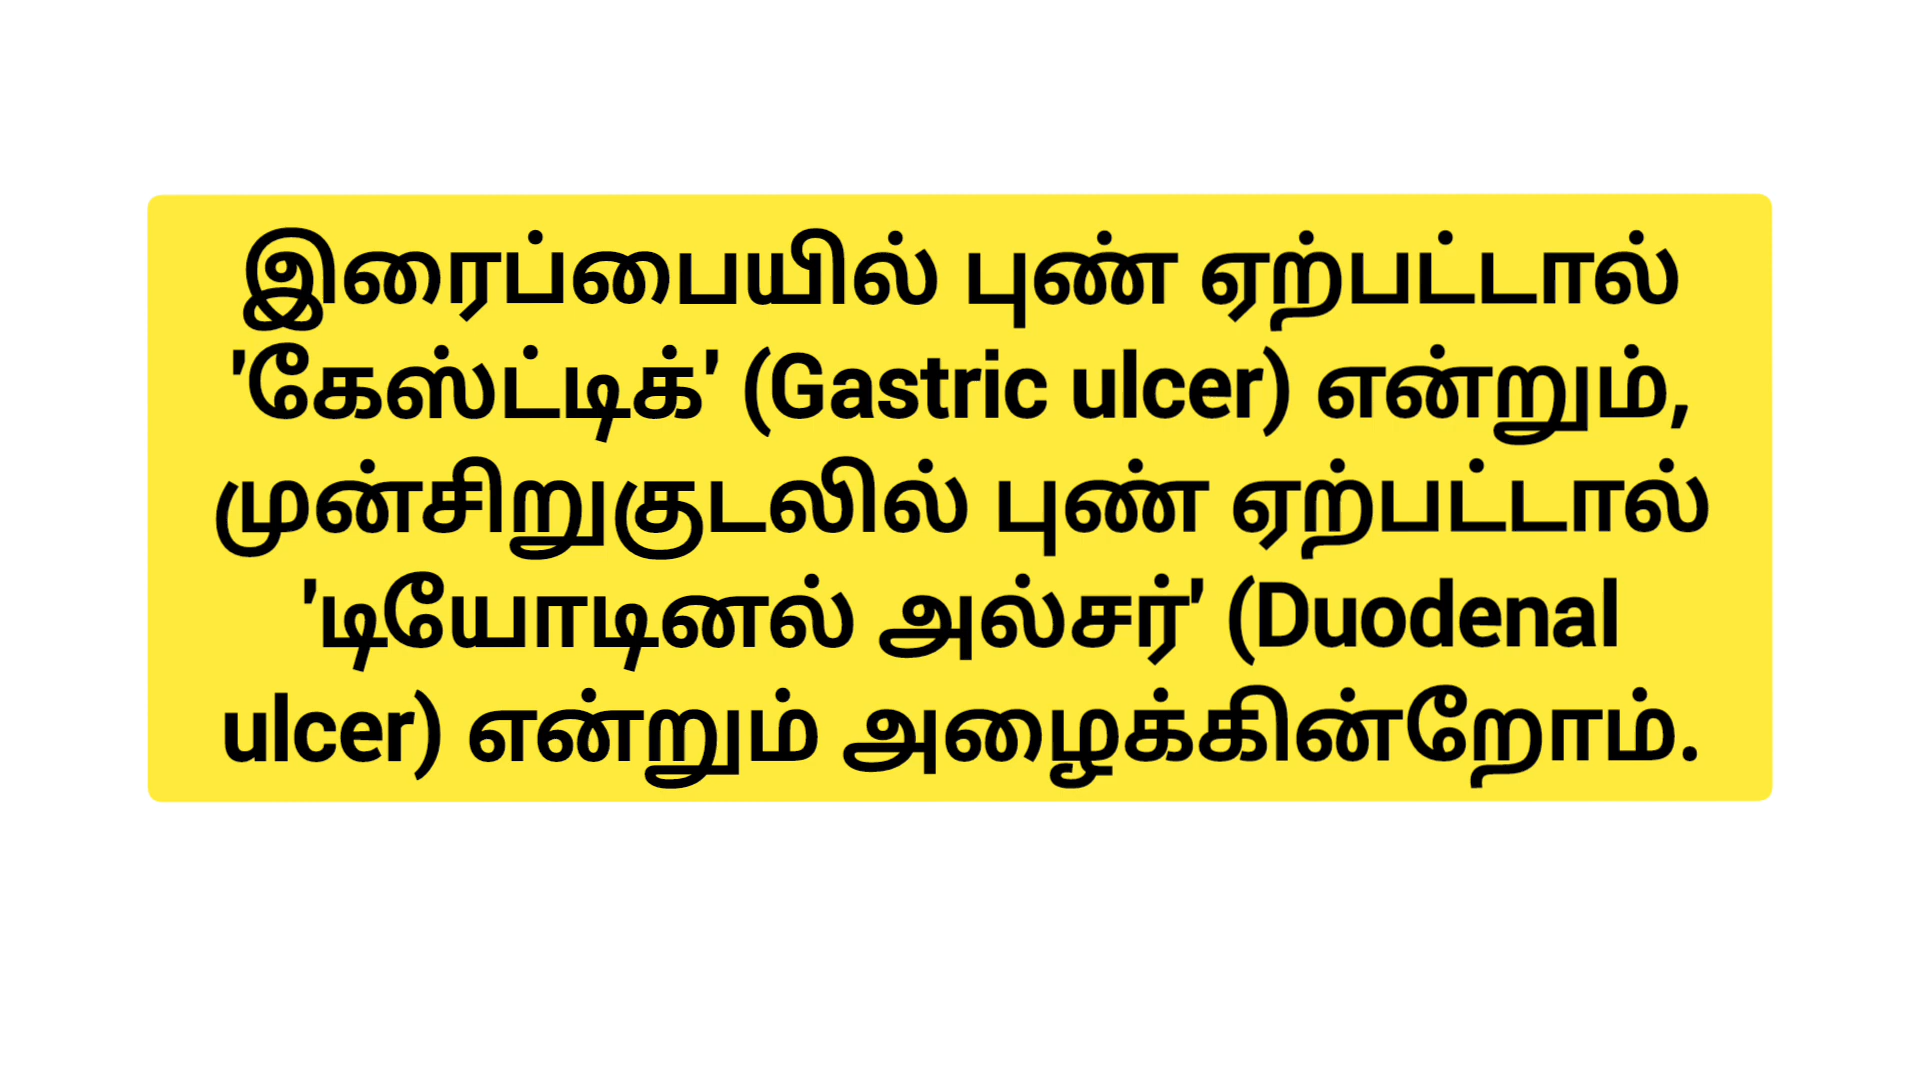 இரைப்பையில் புண் ஏற்பட்டால்
'கேஸ்ட்டிக்' (Gastric ulcer) என்றும்,
முன்சிறுகுடலில் புண் ஏற்பட்டால்
'டியோடினல் அல்சர்' (Duodenal
ulcer) என்றும் அழைக்கின்றோம்.